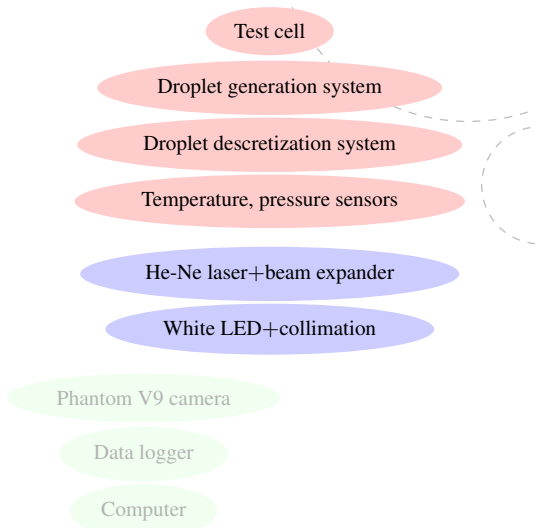 Test cell
Droplet generation system
Droplet descretization system
Temperature, pressure sensors
He-Ne laser+beam expander
White LED+collimation
Phantom V9 camera
Data logger
Computer